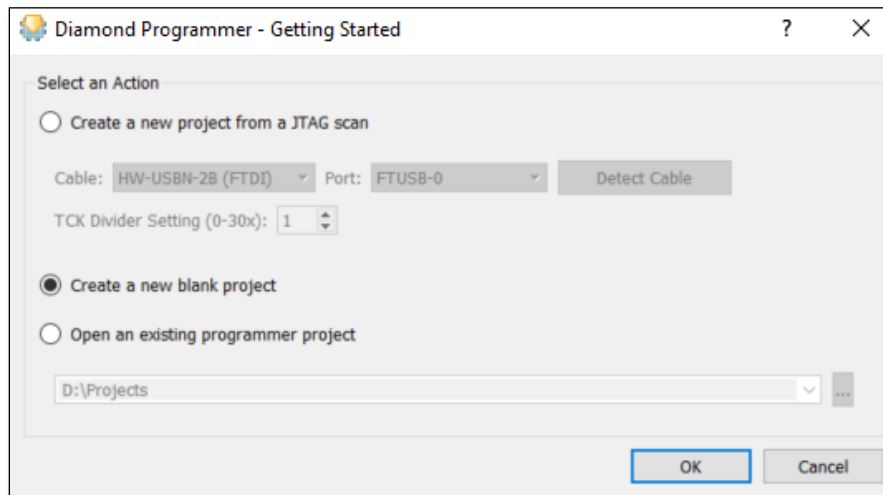 Diamond Programmer - Getting Started ?
Select an Action
Create a new project from a JTAG scan
Cable: HW-USBN-2B (FTDI) Port: FTUSB-0 Detect Cable
TCK Divider Setting (0-30x): 1
Create a new blank project
Open an existing programmer project
D:\Projects ...
OK Cancel